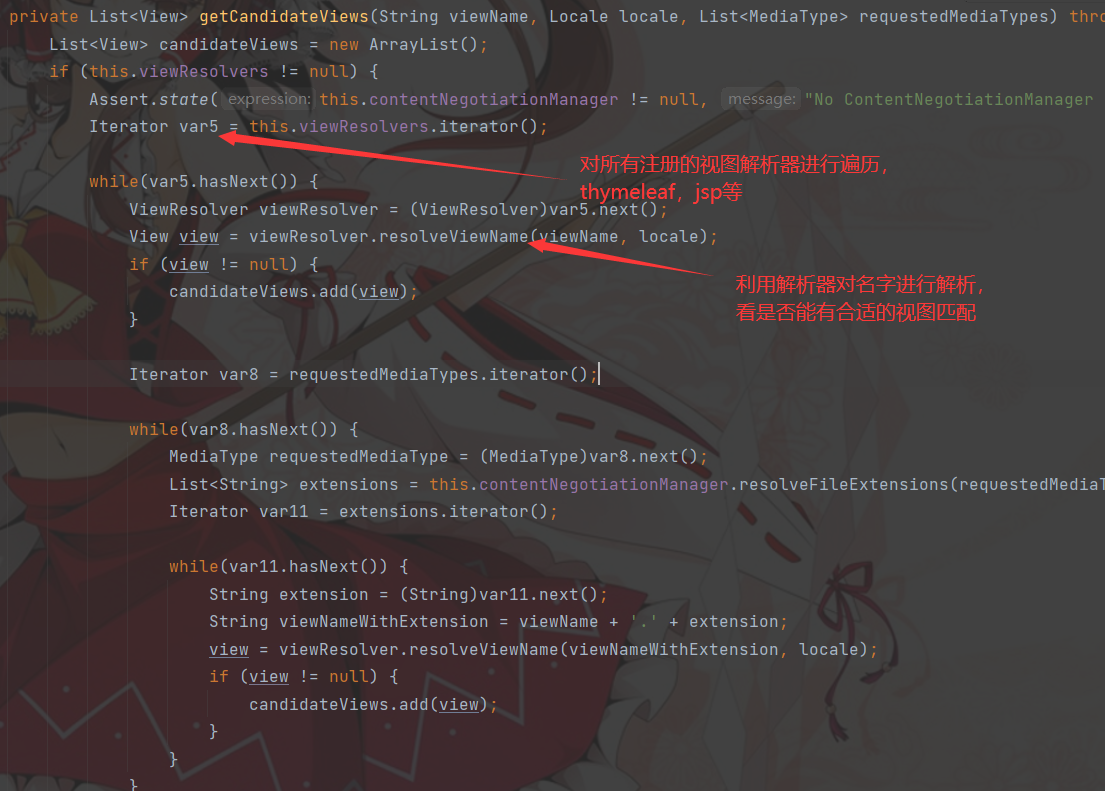 private List<View> getCandidateViews(String viewName, Locale locale, List<MediaType> requestedMediaTypes) thro
List<View> candidateViews = new ArrayList();
if (this.viewResolvers != null) {
Assert.state( expression: this.contentNegotiationManager != null, message: "No ContentNegotiationManager
Iterator var5 = this.viewResolvers.iterator();
对所有注册的视图解析器进行遍历，
thymeleaf，jsp等
while(var5.hasNext()) {
ViewResolver viewResolver = (ViewResolver)var5.next();
View view = viewResolver.resolveViewName(viewName, locale);
if (view != null) {
利用解析器对名字进行解析，
看是否能有合适的视图匹配
candidateViews.add(view);
}
Iterator var8 = requestedMediaTypes.iterator();
while(var8.hasNext()) {
MediaType requestedMediaType = (MediaType)var8.next();
List<String> extensions = this.contentNegotiationManager.resolveFileExtensions(requestedMediaT
Iterator var11 = extensions.iterator();
while(var11.hasNext()) {
String extension = (String)var11.next();
String viewNameWithExtension = viewName + '.' + extension;
view = viewResolver.resolveViewName(viewNameWithExtension, locale);
if (view != null) {
candidateViews.add(view);
}
}
}